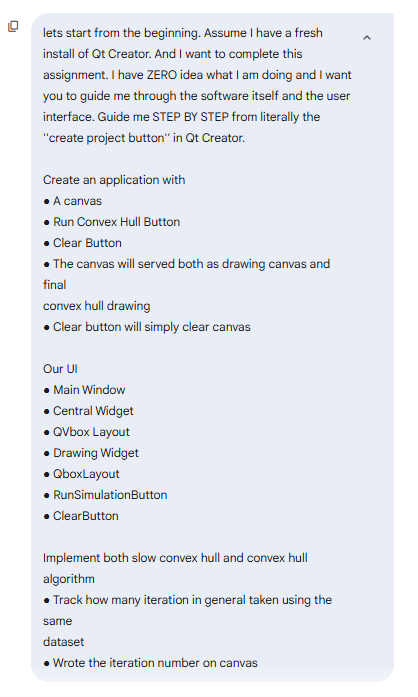 lets start from the beginning. Assume I have a fresh
install of Qt Creator. And I want to complete this
assignment. I have ZERO idea what I am doing and I want
you to guide me through the software itself and the user
interface. Guide me STEP BY STEP from literally the
"create project button" in Qt Creator.

Create an application with
● A canvas
● Run Convex Hull Button
● Clear Button
● The canvas will served both as drawing canvas and
final
convex hull drawing
● Clear button will simply clear canvas

Our UI
● Main Window
● Central Widget
● QVbox Layout
● Drawing Widget
● QboxLayout
● RunSimulationButton
● ClearButton

Implement both slow convex hull and convex hull
algorithm
● Track how many iteration in general taken using the
same
dataset
● Wrote the iteration number on canvas